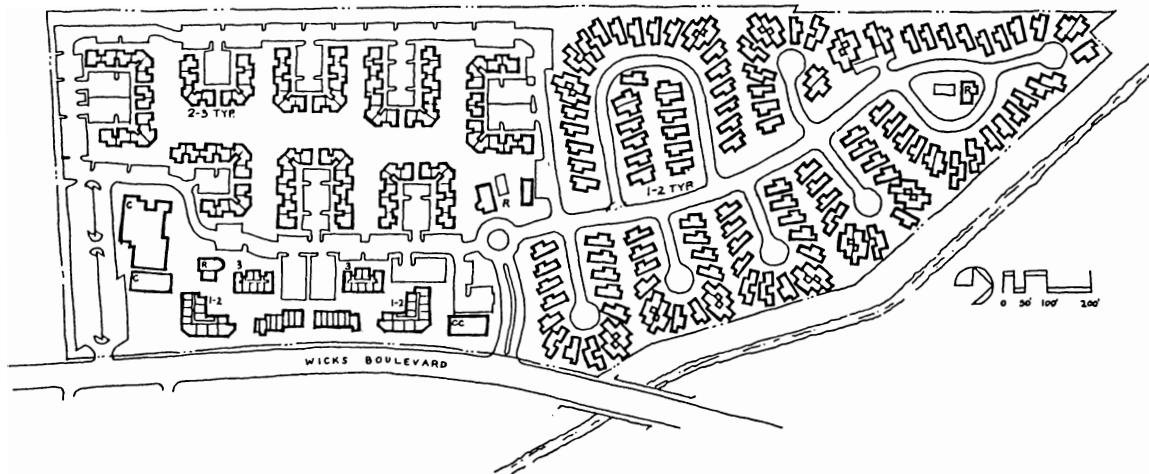 2-3 TYP.
R
1-2 TYP.
R
C
C
R
3
3
1-2
1-2
CC
WICKS BOULEVARD
0 50' 100' 200'